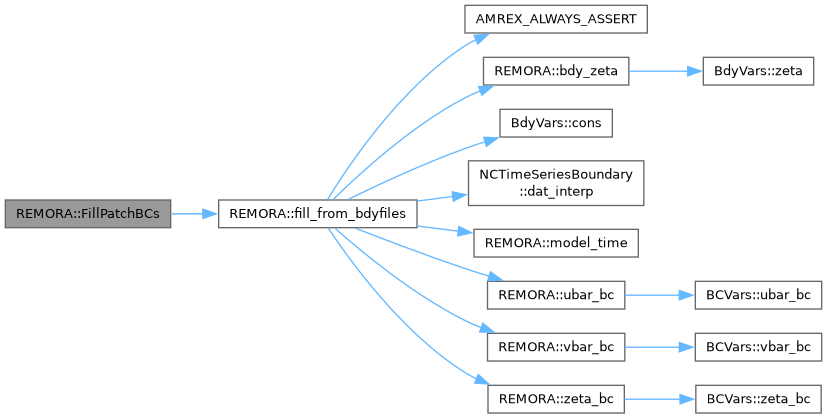 AMREX_ALWAYS_ASSERT
REMORA::bdy_zeta
BdyVars::zeta
BdyVars::cons
NCTimeSeriesBoundary
::dat_interp
REMORA::FillPatchBCs
REMORA::fill_from_bdyfiles
REMORA::model_time
REMORA::ubar_bc
BCVars::ubar_bc
REMORA::vbar_bc
BCVars::vbar_bc
REMORA::zeta_bc
BCVars::zeta_bc